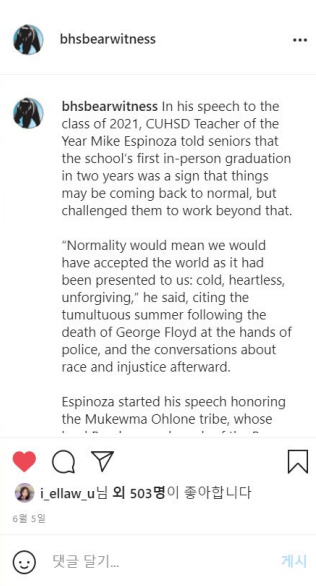 bhsbearwitness
bhsbearwitness In his speech to the
class of 2021, CUHSD Teacher of the
Year Mike Espinoza told seniors that
the school's first in-person graduation
in two years was a sign that things
may be coming back to normal, but
challenged them to work beyond that.
“Normality would mean we would
have accepted the world as it had
been presented to us: cold, heartless,
unforgiving,” he said, citing the
tumultuous summer following the
death of George Floyd at the hands of
police, and the conversations about
race and injustice afterward.
Espinoza started his speech honoring
the Mukewma Ohlone tribe, whose
i_ellaw_u님 외 503명이 좋아합니다
6월 5일
댓글 달기...
게시